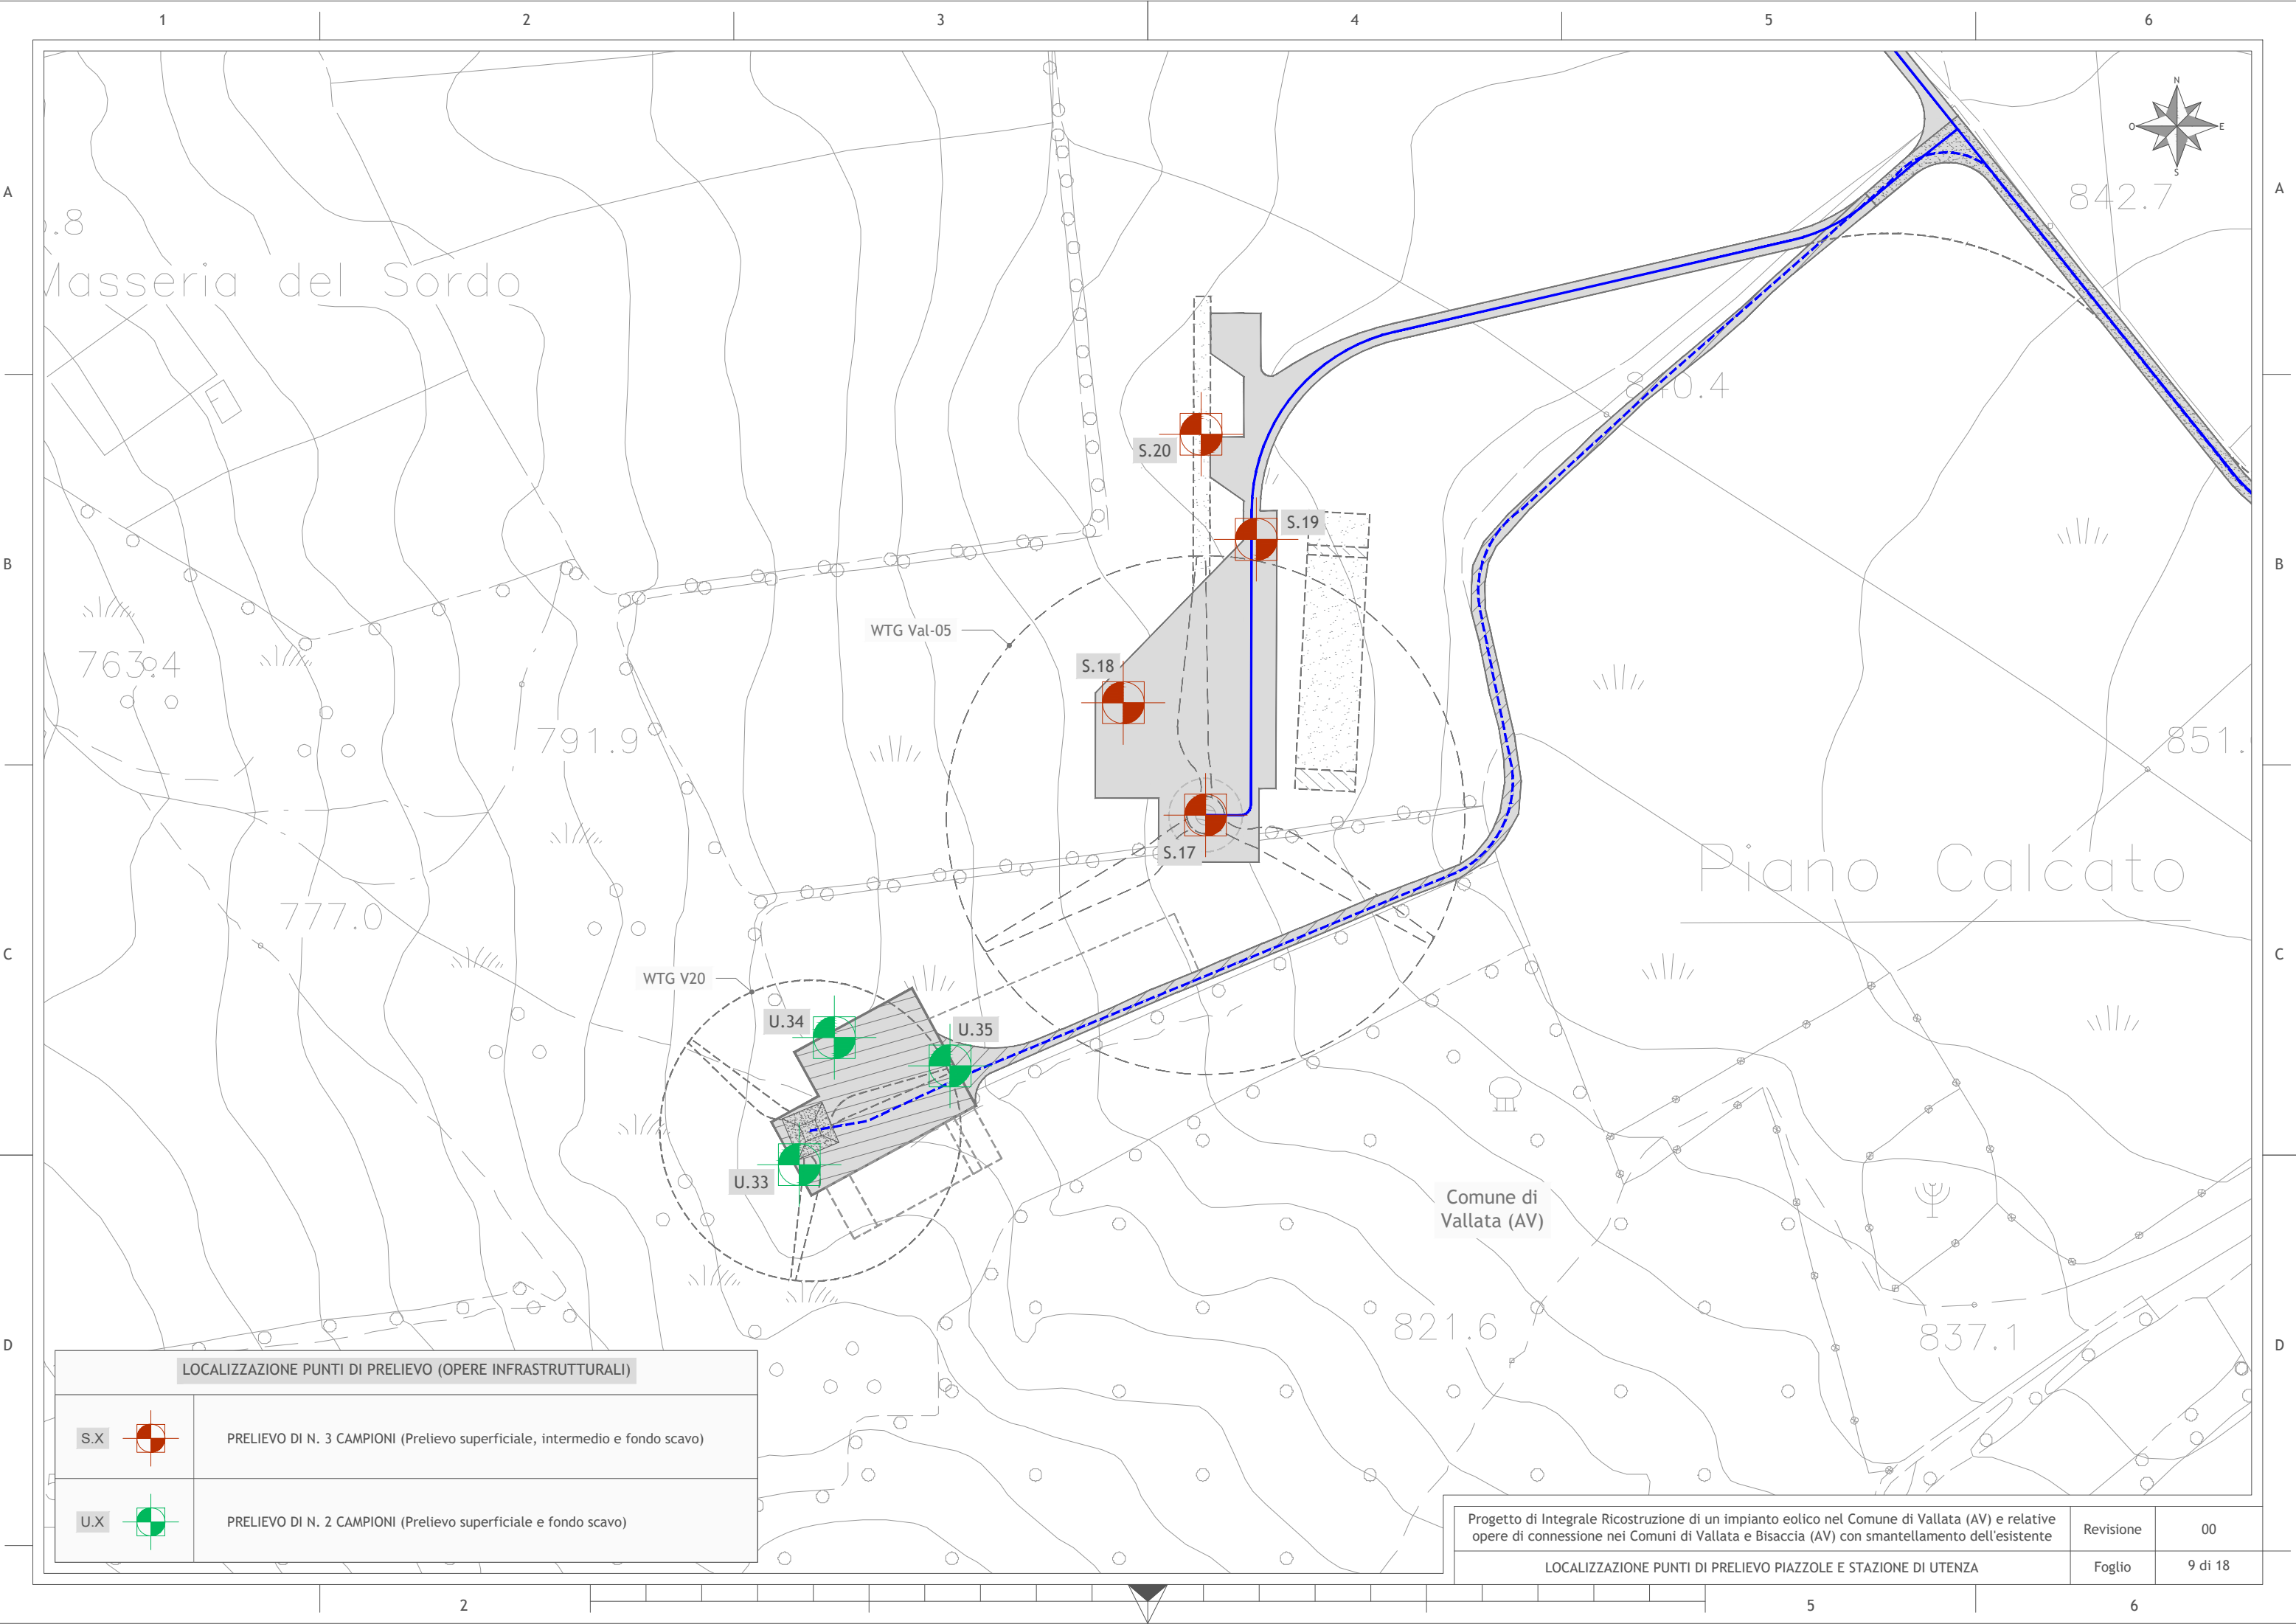 1 2 3 4 5 6
N
O E
S
A A
842.7
.8
Masseria del Sordo
840.4
S.20
S.19
B B
WTG Val-05
S.18
763.4
791.9
851.
Piano Calcato
S.17
777.0
C C
WTG V20
U.34
U.35
U.33
Comune di
Vallata (AV)
821.6
837.1
D D
LOCALIZZAZIONE PUNTI DI PRELIEVO (OPERE INFRASTRUTTURALI)
S.X PRELIEVO DI N. 3 CAMPIONI (Prelievo superficiale, intermedio e fondo scavo)
U.X PRELIEVO DI N. 2 CAMPIONI (Prelievo superficiale e fondo scavo)
Progetto di Integrale Ricostruzione di un impianto eolico nel Comune di Vallata (AV) e relative
opere di connessione nei Comuni di Vallata e Bisaccia (AV) con smantellamento dell'esistente
Revisione 00
LOCALIZZAZIONE PUNTI DI PRELIEVO PIAZZOLE E STAZIONE DI UTENZA
Foglio 9 di 18
2 5 6